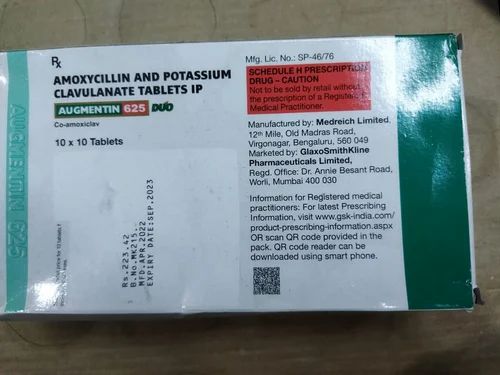 Rx
AMOXYCILLIN AND POTASSIUM
CLAVULANATE TABLETS IP
AUGMENTIN 625 DUO
Co-amoxiclav
10 x 10 Tablets
AUGMENTIN 625
Rs.223.42
B.No.MK215
MFD:APR.2022
EXPIRY DATE:SEP.2023
Mfg. Lic. No.: SP-46/76
SCHEDULE H PRESCRIPTION
DRUG – CAUTION
Not to be sold by retail without
the prescription of a Registered
Medical Practitioner.
Manufactured by: Medreich Limited,
12th Mile, Old Madras Road,
Virgonagar, Bengaluru, 560 049
Marketed by: GlaxoSmithKline
Pharmaceuticals Limited,
Regd. Office: Dr. Annie Besant Road,
Worli, Mumbai 400 030
Information for Registered medical
practitioners: For latest Prescribing
Information, visit www.gsk-india.com/
product-prescribing-information.aspx
OR scan QR code provided in the
pack. QR code reader can be
downloaded using smart phone.